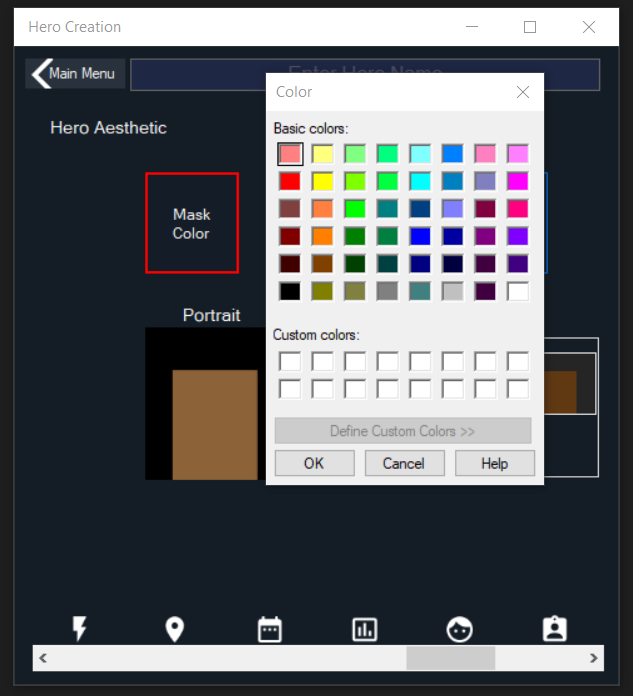 Hero Creation
Main Menu
Enter Hero Name
Color
Hero Aesthetic
Basic colors:
Mask
Color
Portrait
Custom colors:
Define Custom Colors >>
OK
Cancel
Help